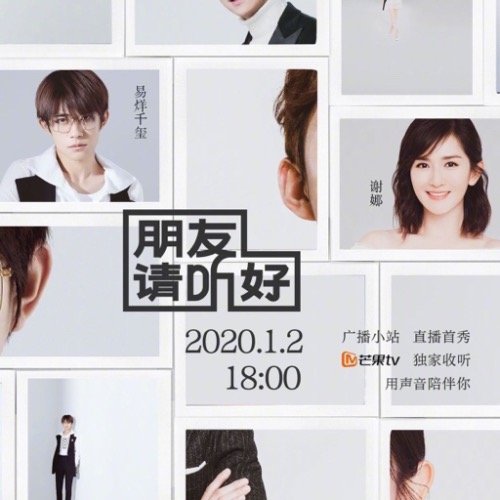 易烊千玺
谢娜
朋友
请听好
2020.1.2
18:00
广播小站 直播首秀
芒果tv 独家收听
用声音陪伴你